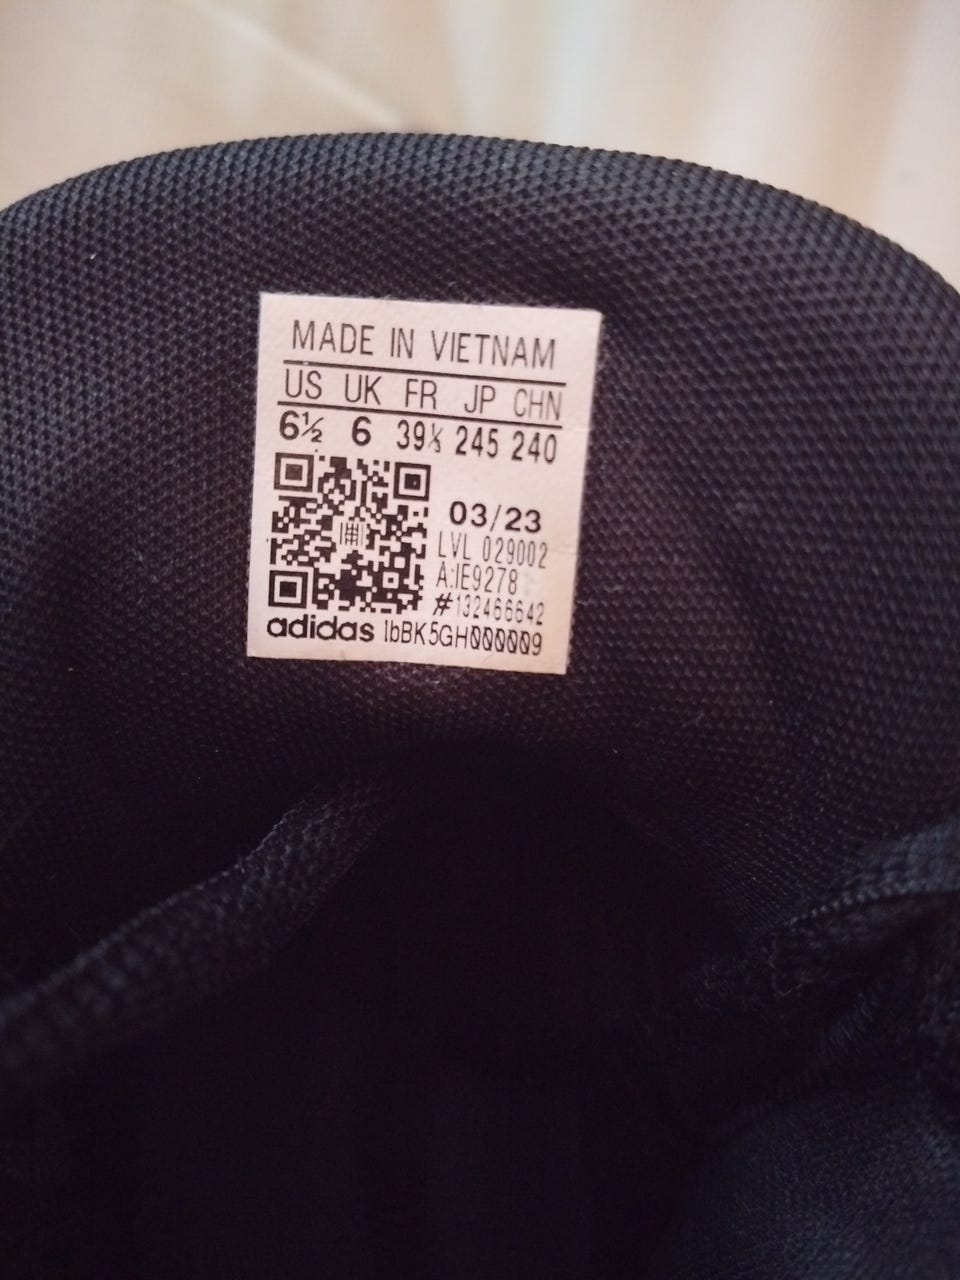 MADE IN VIETNAM
US UK FR JP CHN
6½ 6 39⅓ 245 240
03/23
LVL 029002
A:IE9278
#132466642
adidas 1bBK5GH000009